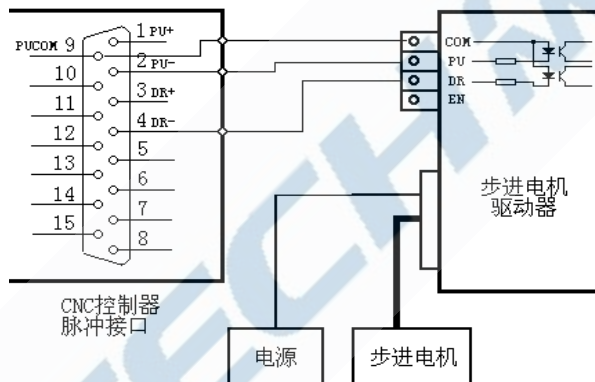 1 PU+
PUCOM 9
2 PU-
10
3 DR+
11
4 DR-
12
5
13
6
14
7
15
8
CNC控制器
脉冲接口
COM
PU
DR
EN
步进电机
驱动器
电源
步进电机